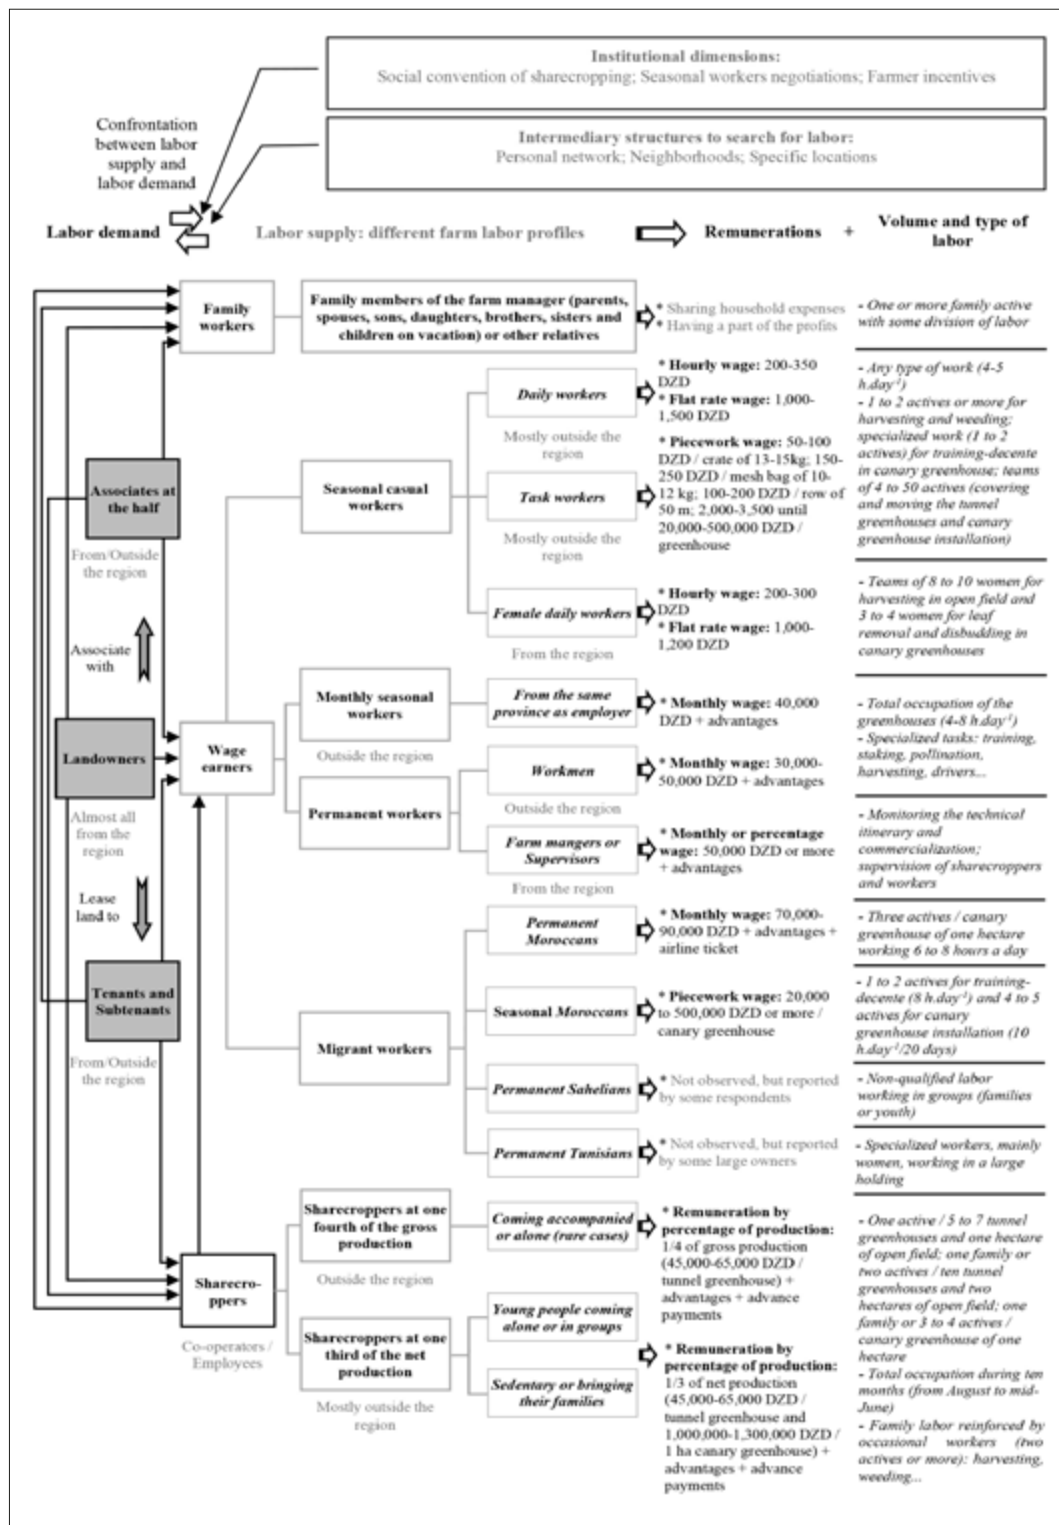 Institutional dimensions:
Social convention of sharecropping; Seasonal workers negotiations; Farmer incentives
Intermediary structures to search for labor:
Personal network; Neighborhoods; Specific locations
Confrontation
between labor
supply and
labor demand
Labor demand
Labor supply: different farm labor profiles
Remunerations
+
Volume and type of
labor
Family
workers
Family members of the farm manager (parents,
spouses, sons, daughters, brothers, sisters and
children on vacation) or other relatives
* Sharing household expenses
* Having a part of the profits
- One or more family active
with some division of labor
Associates at
the half
From/Outside
the region
Associate
with
Landowners
Almost all
from the
region
Lease
land to
Tenants and
Subtenants
From/Outside
the region
Wage
earners
Seasonal casual
workers
Daily workers
Mostly outside the
region
* Hourly wage: 200-350
DZD
* Flat rate wage: 1,000-
1,500 DZD
Task workers
Mostly outside the
region
* Piecework wage: 50-100
DZD / crate of 13-15kg; 150-
250 DZD / mesh bag of 10-
12 kg; 100-200 DZD / row of
50 m; 2,000-3,500 until
20,000-500,000 DZD /
greenhouse
- Any type of work (4-5
h.day⁻¹)
- 1 to 2 actives or more for
harvesting and weeding;
specialized work (1 to 2
actives) for training-decente
in canary greenhouse; teams
of 4 to 50 actives (covering
and moving the tunnel
greenhouses and canary
greenhouse installation)
Female daily workers
From the region
* Hourly wage: 200-300
DZD
* Flat rate wage: 1,000-
1,200 DZD
- Teams of 8 to 10 women for
harvesting in open field and
3 to 4 women for leaf
removal and disbudding in
canary greenhouses
Monthly seasonal
workers
Outside the region
From the same
province as employer
* Monthly wage: 40,000
DZD + advantages
Permanent workers
Workmen
Outside the region
* Monthly wage: 30,000-
50,000 DZD + advantages
- Total occupation of the
greenhouses (4-8 h.day⁻¹)
- Specialized tasks: training,
staking, pollination,
harvesting, drivers...
Farm mangers or
Supervisors
From the region
* Monthly or percentage
wage: 50,000 DZD or more
+ advantages
- Monitoring the technical
itinerary and
commercialization;
supervision of sharecroppers
and workers
Migrant workers
Permanent
Moroccans
* Monthly wage: 70,000-
90,000 DZD + advantages +
airline ticket
- Three actives / canary
greenhouse of one hectare
working 6 to 8 hours a day
Seasonal Moroccans
* Piecework wage: 20,000
to 500,000 DZD or more /
canary greenhouse
- 1 to 2 actives for training-
decente (8 h.day⁻¹) and 4 to 5
actives for canary
greenhouse installation (10
h.day⁻¹/20 days)
Permanent Sahelians
* Not observed, but reported
by some respondents
- Non-qualified labor
working in groups (families
or youth)
Permanent Tunisians
* Not observed, but reported
by some large owners
- Specialized workers, mainly
women, working in a large
holding
Sharecro-
ppers
Co-operators /
Employees
Sharecroppers at one
fourth of the gross
production
Outside the region
Coming accompanied
or alone (rare cases)
* Remuneration by
percentage of production:
1/4 of gross production
(45,000-65,000 DZD /
tunnel greenhouse) +
advantages + advance
payments
Sharecroppers at one
third of the net
production
Mostly outside the
region
Young people coming
alone or in groups
Sedentary or bringing
their families
* Remuneration by
percentage of production:
1/3 of net production
(45,000-65,000 DZD /
tunnel greenhouse and
1,000,000-1,300,000 DZD /
1 ha canary greenhouse) +
advantages + advance
payments
- One active / 5 to 7 tunnel
greenhouses and one hectare
of open field; one family or
two actives / ten tunnel
greenhouses and two
hectares of open field; one
family or 3 to 4 actives /
canary greenhouse of one
hectare
- Total occupation during ten
months (from August to mid-
June)
- Family labor reinforced by
occasional workers (two
actives or more): harvesting,
weeding...